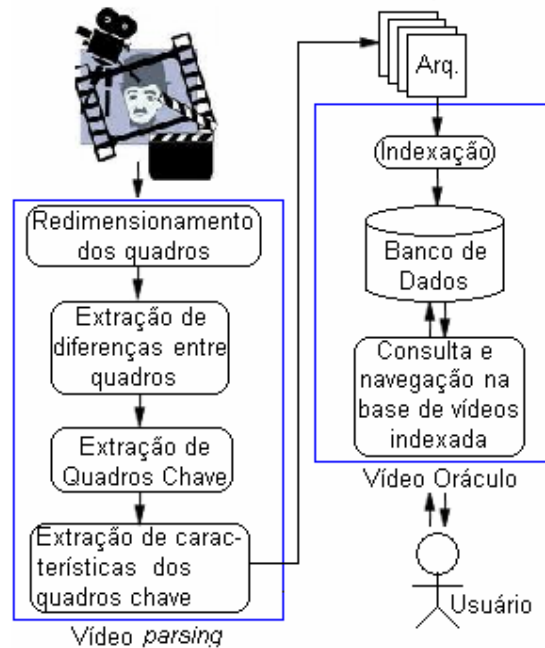 Redimensionamento
dos quadros
Extração de
diferenças entre
quadros
Extração de
Quadros Chave
Extração de carac-
terísticas dos
quadros chave
Vídeo parsing
Arq.
Indexação
Banco de
Dados
Consulta e
navegação na
base de vídeos
indexada
Vídeo Oráculo
Usuário